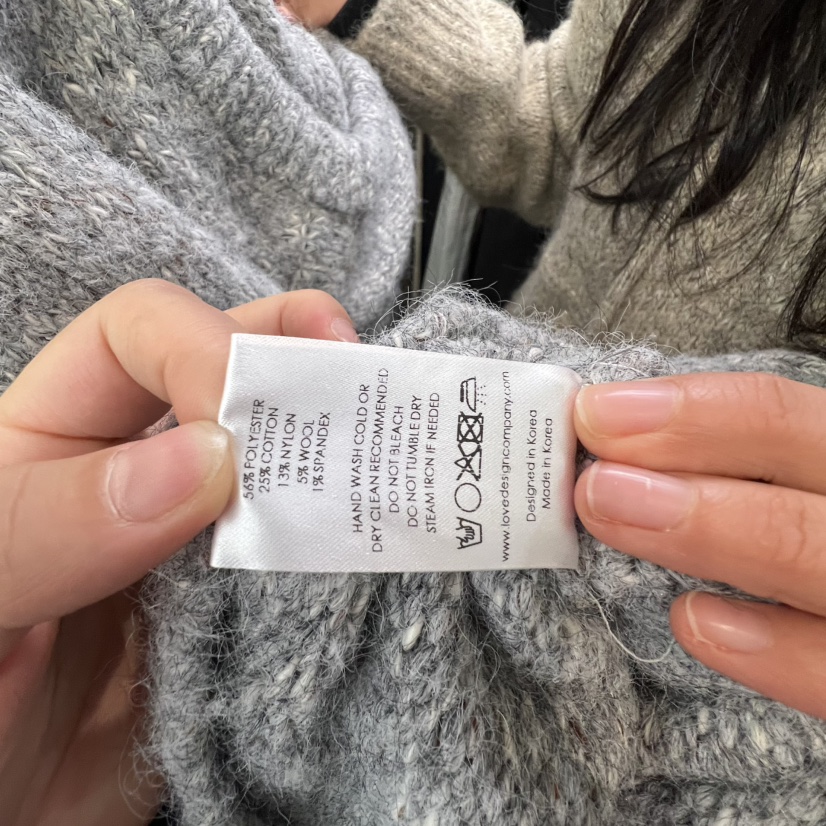 56% POLYESTER
25% COTTON
13% NYLON
5% WOOL
1% SPANDEX
HAND WASH COLD OR
DRY CLEAN RECOMMENDED
DO NOT BLEACH
DO NOT TUMBLE DRY
STEAM IRON IF NEEDED
www.lovedesigncompany.com
Designed in Korea
Made in Korea